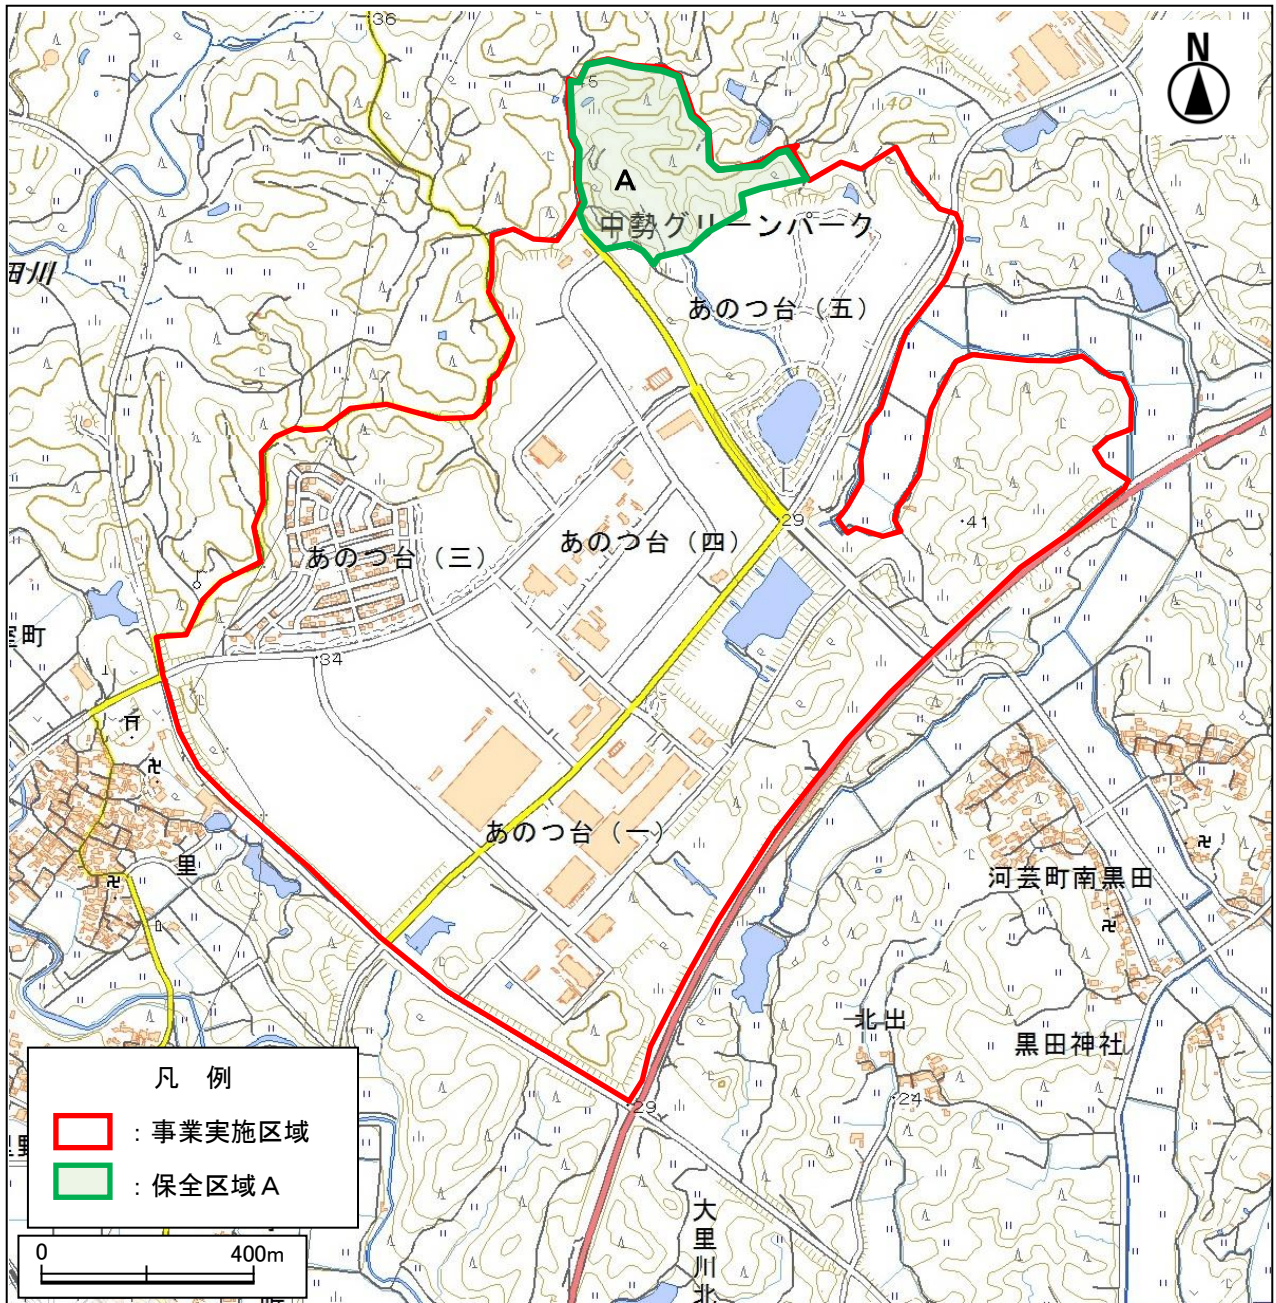 36
N
45
40
A
中勢グリーンパーク
田川
あのつ台（五）
50
29
41
あのつ台（四）
あのつ台（三）
室町
34
あのつ台（一）
里
河芸町南黒田
北出
黒田神社
24
29
凡 例
：事業実施区域
：保全区域A
0 400m
大里川北